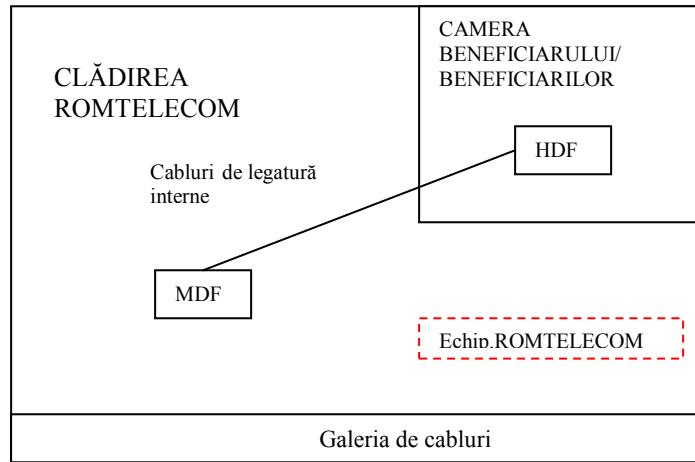 CLĂDIREA
ROMTELECOM
CAMERA
BENEFICIARULUI/
BENEFICIARILOR
HDF
Cabluri de legatură
interne
MDF
Echip.ROMTELECOM
Galeria de cabluri